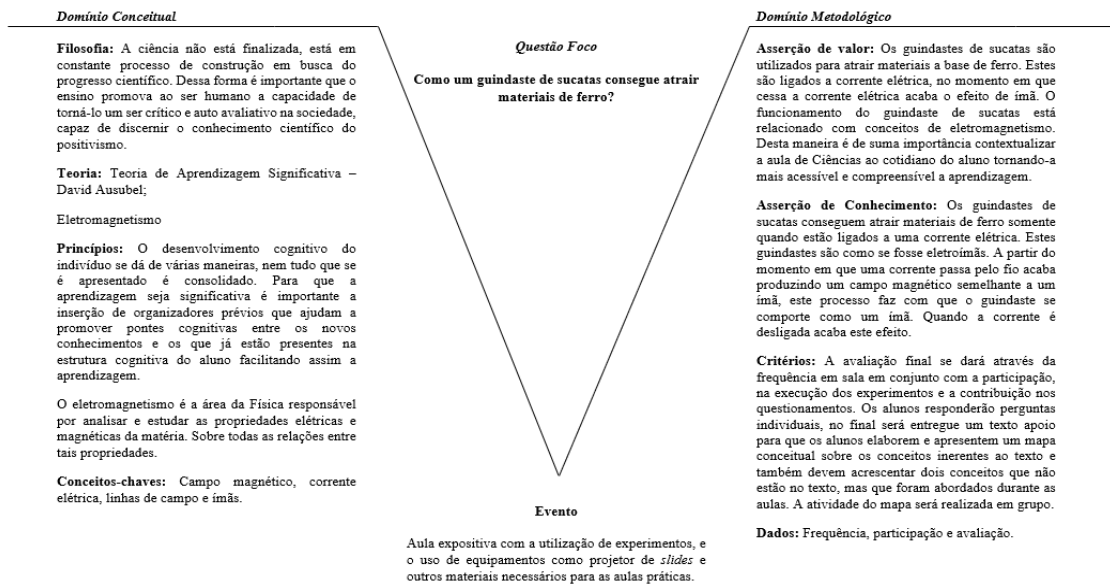 Domínio Conceitual
Filosofia: A ciência não está finalizada, está em
constante processo de construção em busca do
progresso científico. Dessa forma é importante que o
ensino promova ao ser humano a capacidade de
torná-lo um ser crítico e auto avaliativo na sociedade,
capaz de discernir o conhecimento científico do
positivismo.
Teoria: Teoria de Aprendizagem Significativa –
David Ausubel;
Eletromagnetismo
Princípios: O desenvolvimento cognitivo do
indivíduo se dá de várias maneiras, nem tudo que se
é apresentado é consolidado. Para que a
aprendizagem seja significativa é importante a
inserção de organizadores prévios que ajudam a
promover pontes cognitivas entre os novos
conhecimentos e os que já estão presentes na
estrutura cognitiva do aluno facilitando assim a
aprendizagem.
O eletromagnetismo é a área da Física responsável
por analisar e estudar as propriedades elétricas e
magnéticas da matéria. Sobre todas as relações entre
tais propriedades.
Conceitos-chaves: Campo magnético, corrente
elétrica, linhas de campo e ímãs.
Questão Foco
Como um guindaste de sucatas consegue atrair
materiais de ferro?
Evento
Aula expositiva com a utilização de experimentos, e
o uso de equipamentos como projetor de slides e
outros materiais necessários para as aulas práticas.
Domínio Metodológico
Asserção de valor: Os guindastes de sucatas são
utilizados para atrair materiais a base de ferro. Estes
são ligados a corrente elétrica, no momento em que
cessa a corrente elétrica acaba o efeito de ímã. O
funcionamento do guindaste de sucatas está
relacionado com conceitos de eletromagnetismo.
Desta maneira é de suma importância contextualizar
a aula de Ciências ao cotidiano do aluno tornando-a
mais acessível e compreensível a aprendizagem.
Asserção de Conhecimento: Os guindastes de
sucatas conseguem atrair materiais de ferro somente
quando estão ligados a uma corrente elétrica. Estes
guindastes são como se fosse eletroímãs. A partir do
momento em que uma corrente passa pelo fio acaba
produzindo um campo magnético semelhante a um
ímã, este processo faz com que o guindaste se
comporte como um ímã. Quando a corrente é
desligada acaba este efeito.
Critérios: A avaliação final se dará através da
frequência em sala em conjunto com a participação,
na execução dos experimentos e a contribuição nos
questionamentos. Os alunos responderão perguntas
individuais, no final será entregue um texto apoio
para que os alunos elaborem e apresentem um mapa
conceitual sobre os conceitos inerentes ao texto e
também devem acrescentar dois conceitos que não
estão no texto, mas que foram abordados durante as
aulas. A atividade do mapa será realizada em grupo.
Dados: Frequência, participação e avaliação.